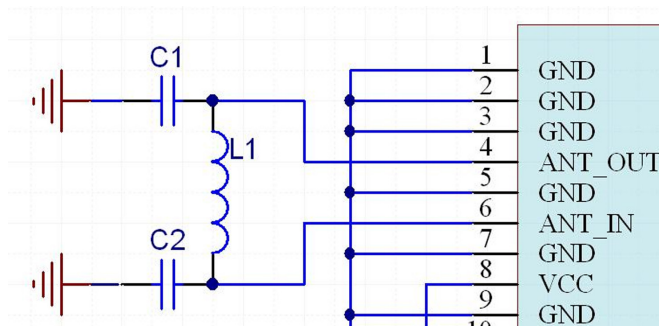 C1
L1
C2
1 GND
2 GND
3 GND
4 ANT_OUT
5 GND
6 ANT_IN
7 GND
8 VCC
9 GND
10